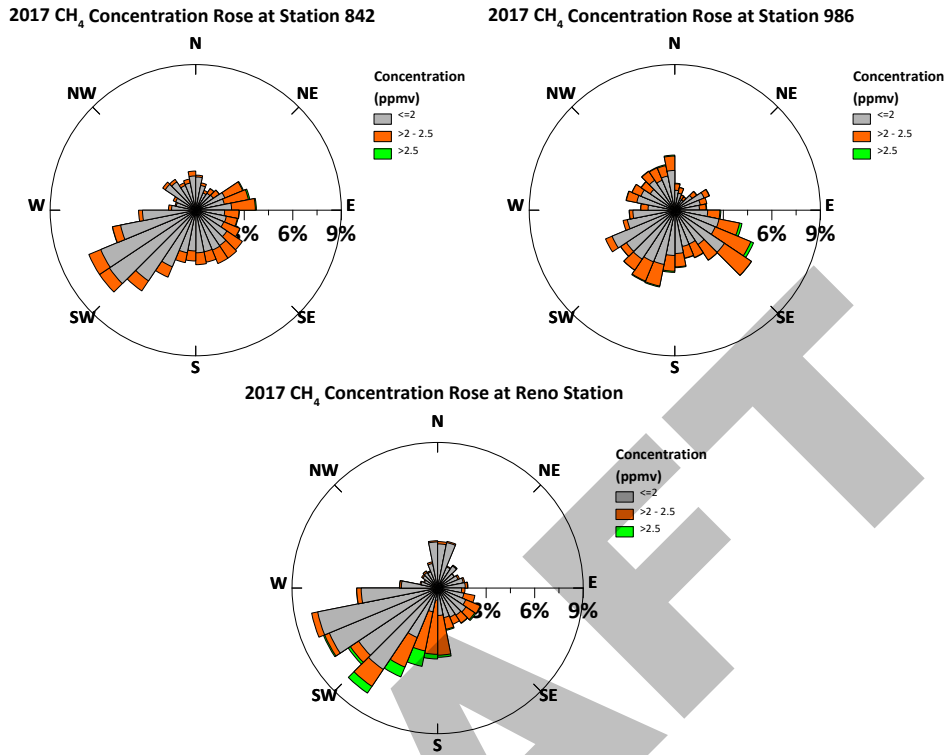 2017 CH4 Concentration Rose at Station 842
N
NW
NE
W
E
3%
6%
9%
SW
SE
S
Concentration
(ppmv)
<=2
>2 - 2.5
>2.5
2017 CH4 Concentration Rose at Station 986
N
NW
NE
W
E
6%
9%
SW
SE
S
Concentration
(ppmv)
<=2
>2 - 2.5
>2.5
2017 CH4 Concentration Rose at Reno Station
N
NW
NE
W
E
3%
6%
9%
SW
SE
S
Concentration
(ppmv)
<=2
>2 - 2.5
>2.5
AFT